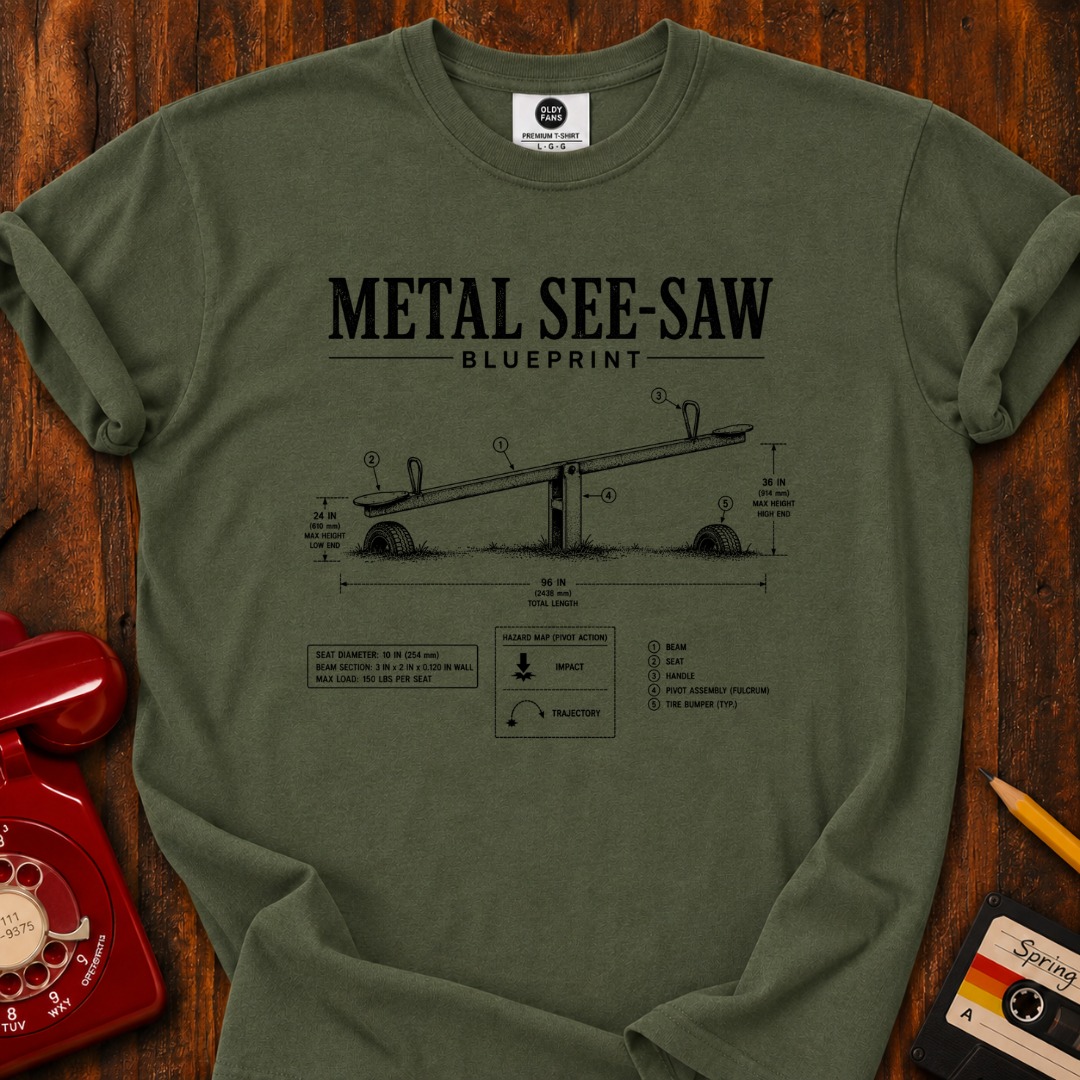 OLDY
FANS
PREMIUM T-SHIRT
L - G - G
METAL SEE-SAW
BLUEPRINT
3
1
2
4
5
24 IN
(610 mm)
MAX HEIGHT
LOW END
36 IN
(914 mm)
MAX HEIGHT
HIGH END
96 IN
(2438 mm)
TOTAL LENGTH
SEAT DIAMETER: 10 IN (254 mm)
BEAM SECTION: 3 IN x 2 IN x 0.120 IN WALL
MAX LOAD: 150 LBS PER SEAT
HAZARD MAP (PIVOT ACTION)
IMPACT
TRAJECTORY
1 BEAM
2 SEAT
3 HANDLE
4 PIVOT ASSEMBLY (FULCRUM)
5 TIRE BUMPER (TYP.)
111
-9375
9
8
TUV
9
WXY
Spring
A